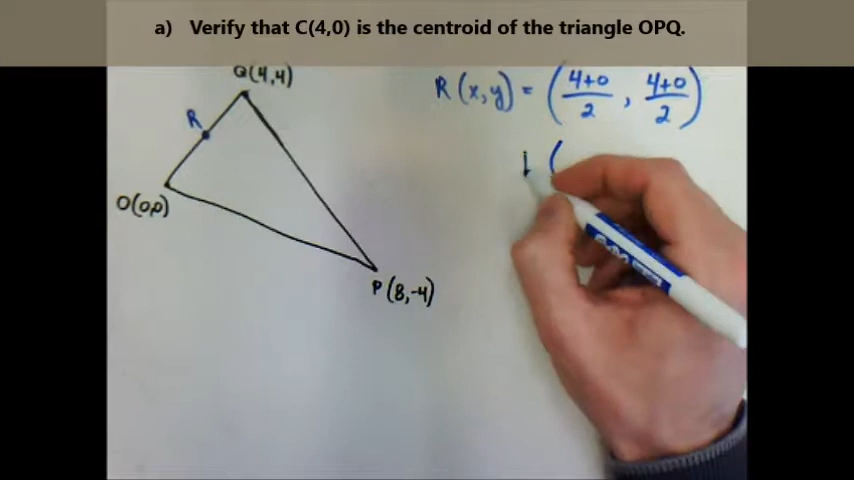 a) Verify that C(4,0) is the centroid of the triangle OPQ.
Q(4,4)
R(x,y) = (4+0/2, 4+0/2)
R
(
O(0,0)
P(8,-4)